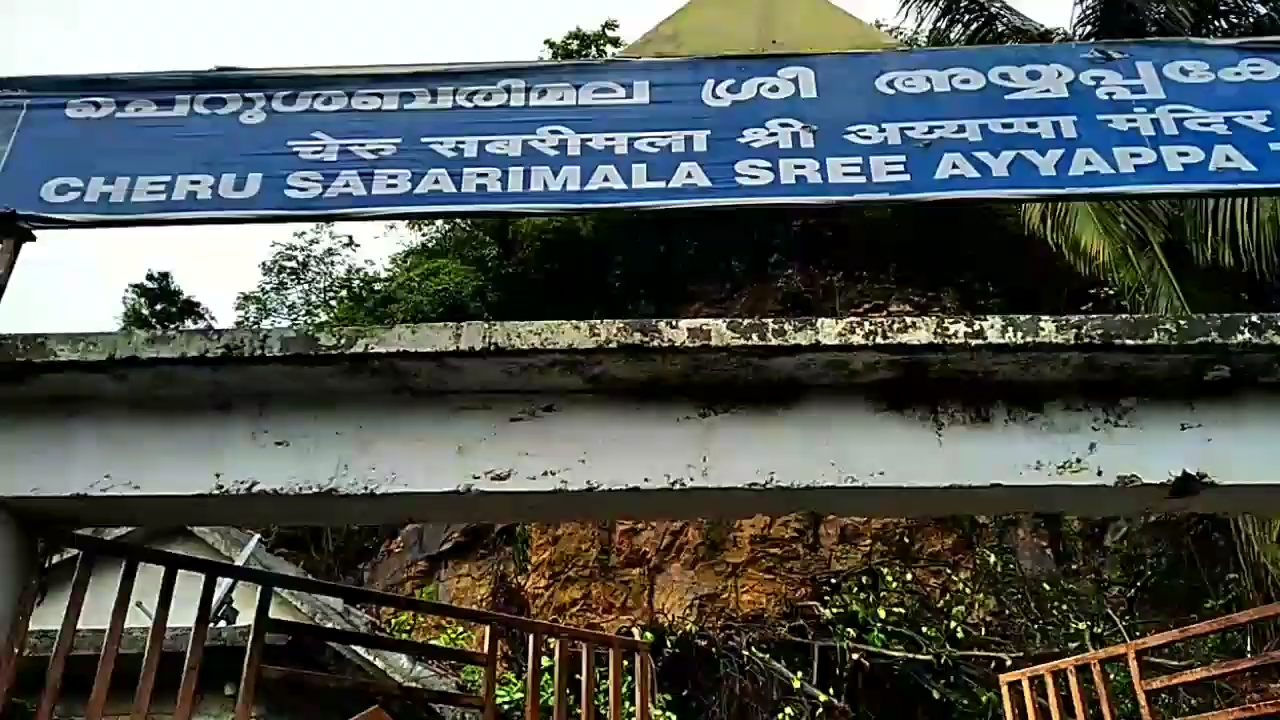 ചെറുശബരിമല ശ്രീ അയ്യപ്പക്ഷേ
चेरु सबरीमला श्री अय्यप्पा मंदिर
CHERU SABARIMALA SREE AYYAPPA